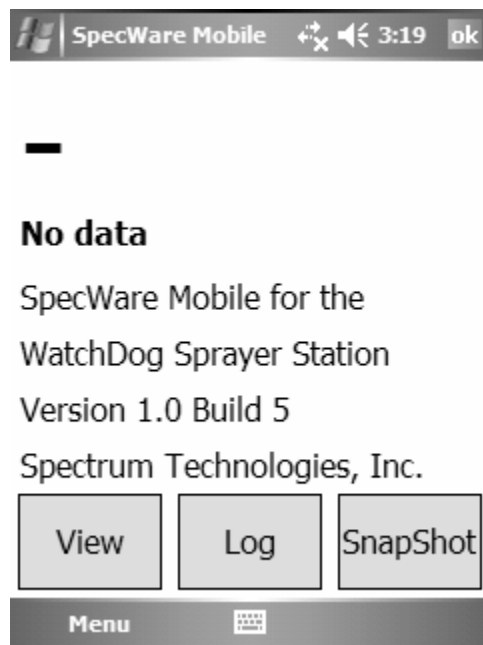 SpecWare Mobile 3:19 ok
–
No data
SpecWare Mobile for the
WatchDog Sprayer Station
Version 1.0 Build 5
Spectrum Technologies, Inc.
View Log SnapShot
Menu